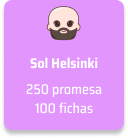 Sol Helsinki
250 promesa
100 fichas